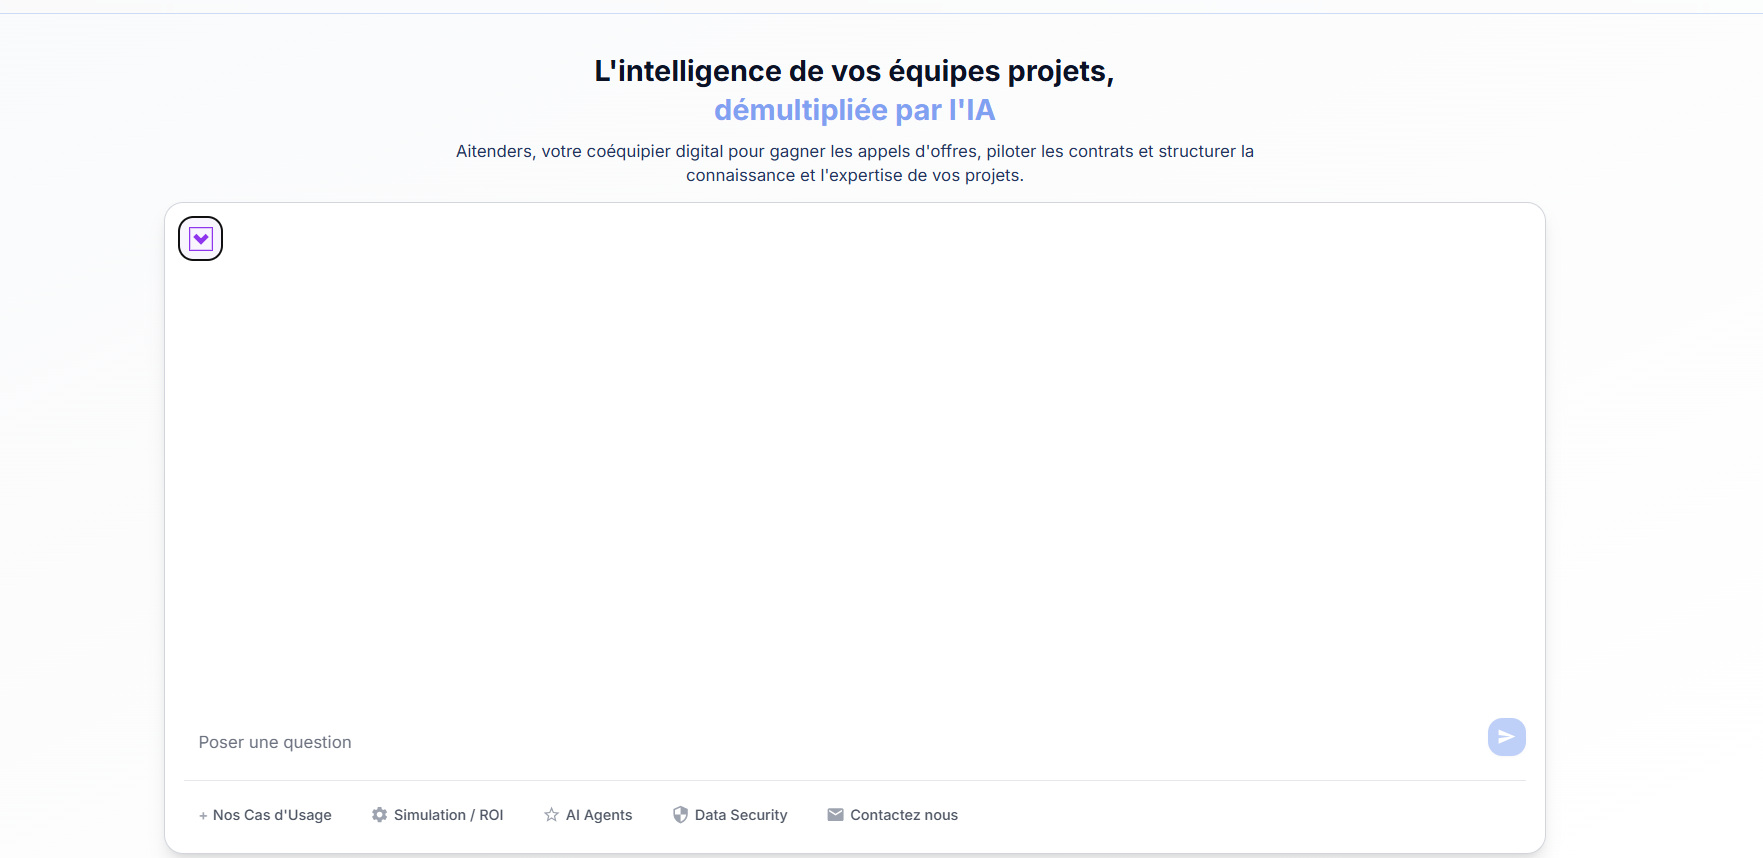 L'intelligence de vos équipes projets,
démultipliée par l'IA
Aitenders, votre coéquipier digital pour gagner les appels d'offres, piloter les contrats et structurer la
connaissance et l'expertise de vos projets.
Poser une question
+ Nos Cas d'Usage
Simulation / ROI
AI Agents
Data Security
Contactez nous